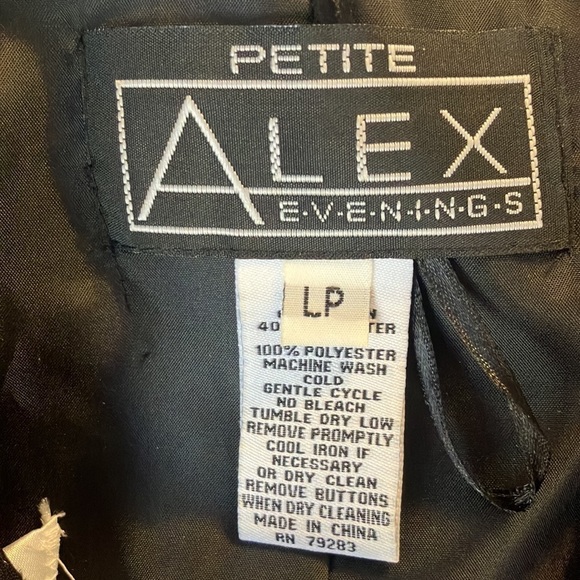 PETITE
ALEX
E·V·E·N·I·N·G·S
LP
100% POLYESTER
MACHINE WASH
COLD
GENTLE CYCLE
NO BLEACH
TUMBLE DRY LOW
REMOVE PROMPTLY
COOL IRON IF
NECESSARY
OR DRY CLEAN
REMOVE BUTTONS
WHEN DRY CLEANING
MADE IN CHINA
RN 79283